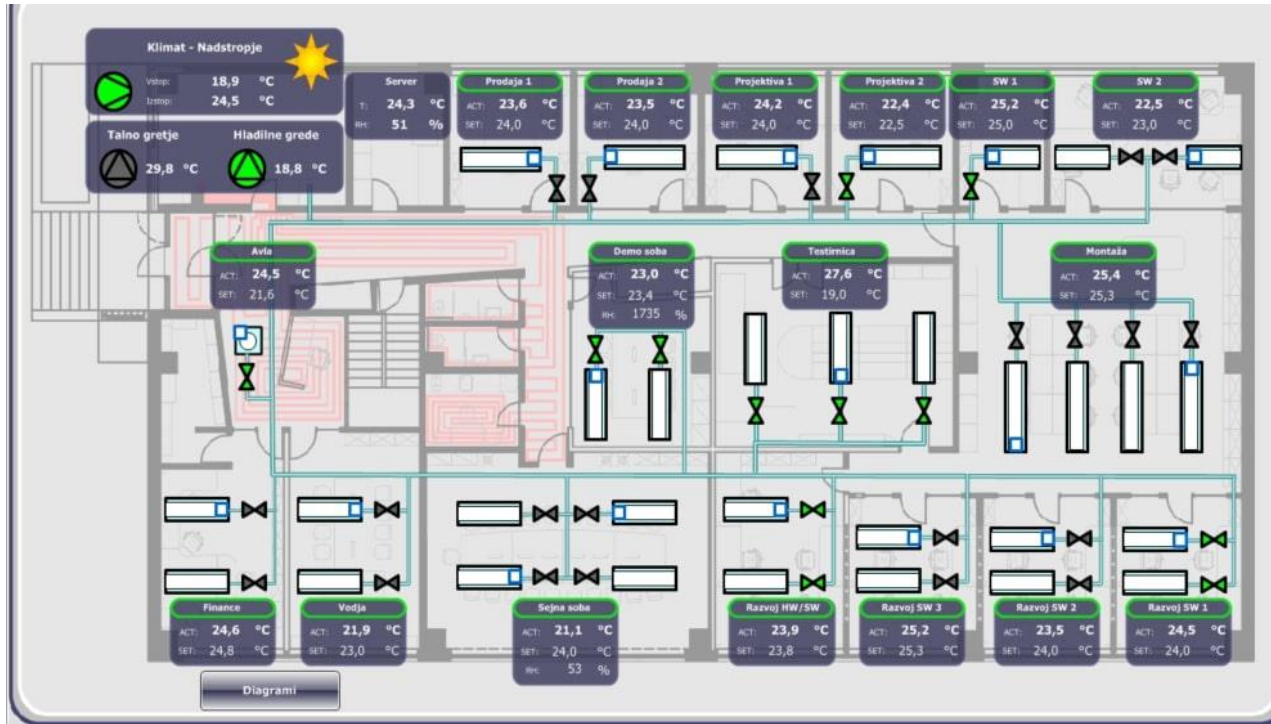 Klimat - Nadstropje
Vstop: 18,9 °C
Izstop: 24,5 °C
Talno gretje Hladilne grede
29,8 °C 18,8 °C
Server
T: 24,3 °C
RH: 51 %
Prodaja 1
ACT: 23,6 °C
SET: 24,0 °C
Prodaja 2
ACT: 23,5 °C
SET: 24,0 °C
Projektiva 1
ACT: 24,2 °C
SET: 24,0 °C
Projektiva 2
ACT: 22,4 °C
SET: 22,5 °C
SW 1
ACT: 25,2 °C
SET: 25,0 °C
SW 2
ACT: 22,5 °C
SET: 23,0 °C
Avla
ACT: 24,5 °C
SET: 21,6 °C
Demo soba
ACT: 23,0 °C
SET: 23,4 °C
RH: 1735 %
Testirnica
ACT: 27,6 °C
SET: 19,0 °C
Montaža
ACT: 25,4 °C
SET: 25,3 °C
Finance
ACT: 24,6 °C
SET: 24,8 °C
Vodja
ACT: 21,9 °C
SET: 23,0 °C
Sejna soba
ACT: 21,1 °C
SET: 24,0 °C
RH: 53 %
Razvoj HW/SW
ACT: 23,9 °C
SET: 23,8 °C
Razvoj SW 3
ACT: 25,2 °C
SET: 25,3 °C
Razvoj SW 2
ACT: 23,5 °C
SET: 24,0 °C
Razvoj SW 1
ACT: 24,5 °C
SET: 24,0 °C
Diagrami